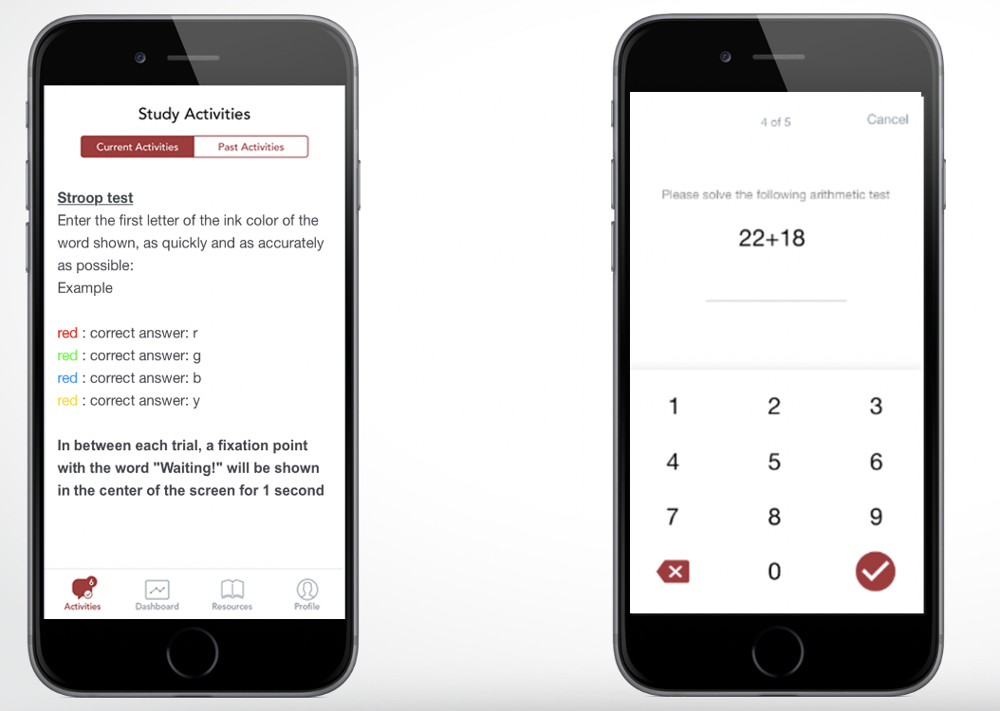 Study Activities
Current Activities
Past Activities
Stroop test
Enter the first letter of the ink color of the
word shown, as quickly and as accurately
as possible:
Example
red : correct answer: r
red : correct answer: g
red : correct answer: b
red : correct answer: y
In between each trial, a fixation point
with the word "Waiting!" will be shown
in the center of the screen for 1 second
6
Activities
Dashboard
Resources
Profile
4 of 5
Cancel
Please solve the following arithmetic test
22+18
1 2 3
4 5 6
7 8 9
0